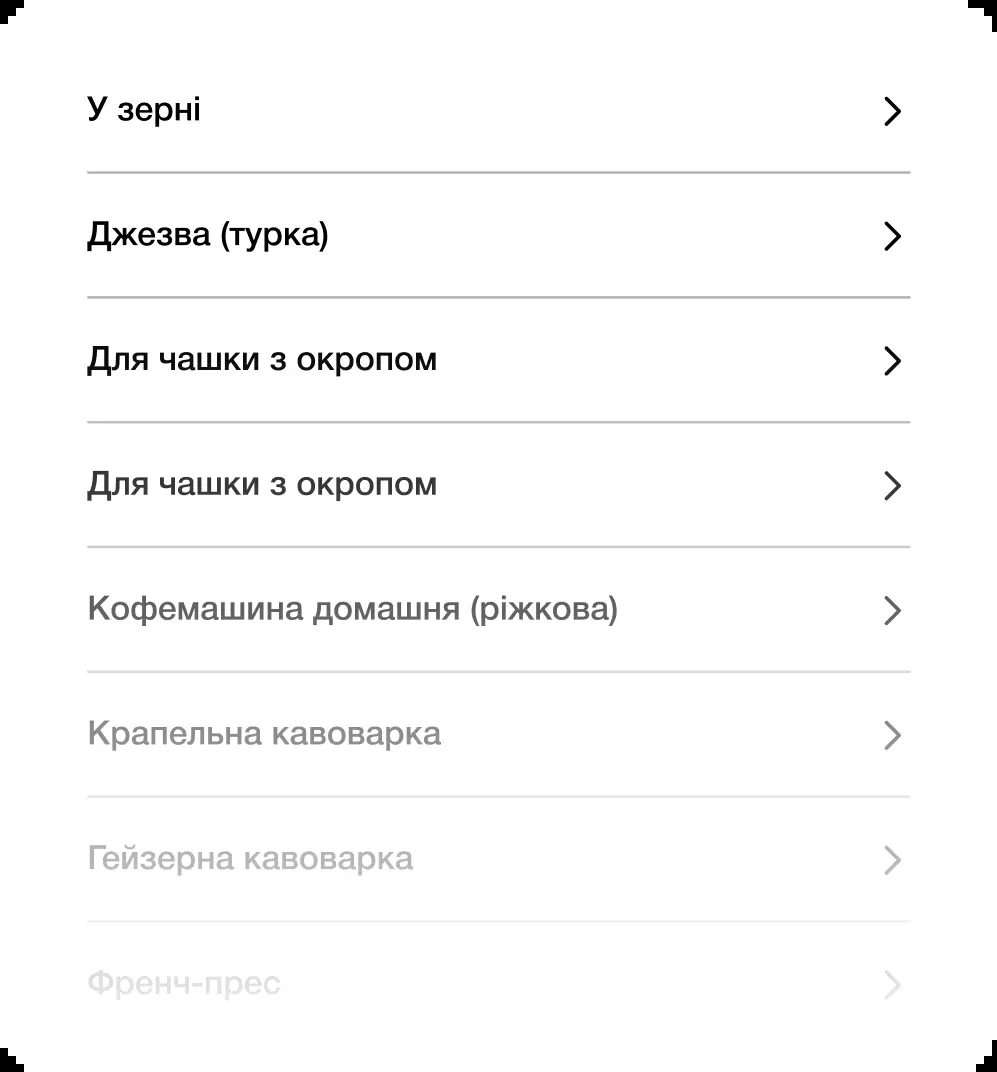 У зерні
Джезва (турка)
Для чашки з окропом
Для чашки з окропом
Кофемашина домашня (ріжкова)
Крапельна кавоварка
Гейзерна кавоварка
Френч-прес